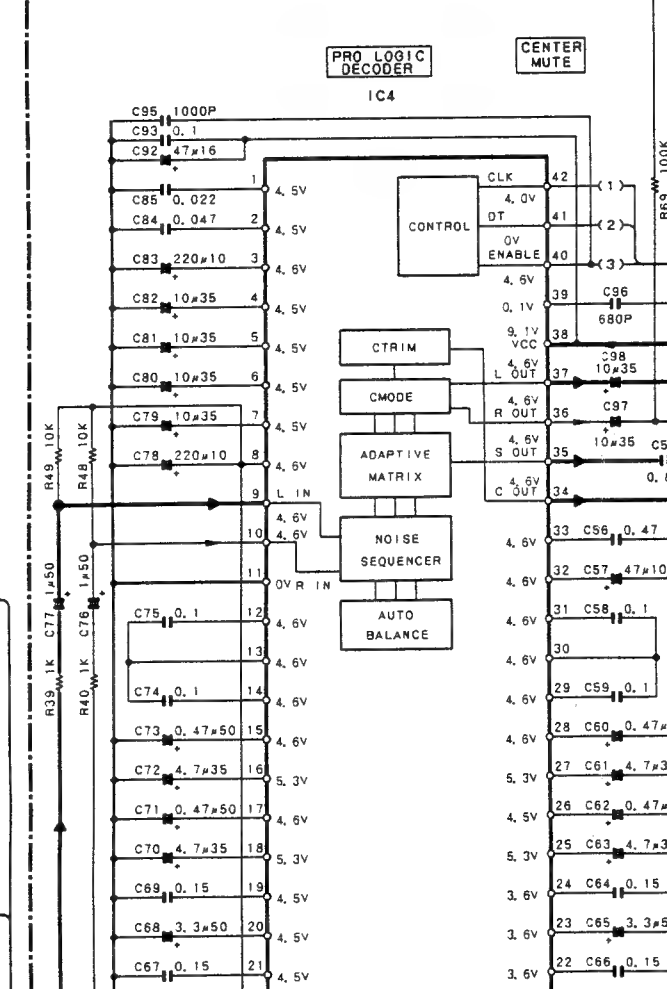 PRO LOGIC
DECODER
CENTER
MUTE
IC4
C95 1000P
C93 0.1
C92 47µ16
+
1
C85 0.022
4.5V
C84 0.047
2
4.5V
C83 220µ10
3
4.6V
C82 10µ35
4
4.5V
C81 10µ35
5
4.5V
C80 10µ35
6
4.5V
C79 10µ35
7
4.5V
C78 220µ10
8
4.6V
R49 10K
R48 10K
9
L IN
4.6V
10
4.6V
11
0V R IN
C77 1µ50
C76 1µ50
R39 1K
R40 1K
C75 0.1
12
4.6V
13
4.6V
C74 0.1
14
4.6V
C73 0.47µ50
15
4.6V
C72 4.7µ35
16
5.3V
C71 0.47µ50
17
4.6V
C70 4.7µ35
18
5.3V
C69 0.15
19
4.5V
C68 3.3µ50
20
4.5V
C67 0.15
21
4.5V
CONTROL
CTRIM
CMODE
ADAPTIVE
MATRIX
NOISE
SEQUENCER
AUTO
BALANCE
CLK
42
(1)
4.0V
DT
41
(2)
0V
ENABLE
40
(3)
4.6V
39
C96
0.1V
680P
9.1V
VCC
38
4.6V
L OUT
37
C98
10µ35
4.6V
R OUT
36
C97
10µ35
4.6V
S OUT
35
4.6V
C OUT
34
R69 100K
33
C56 0.47
4.6V
32
C57 47µ10
4.6V
31
C58 0.1
4.6V
30
4.6V
29
C59 0.1
4.6V
28
C60 0.47µ
4.6V
27
C61 4.7µ3
5.3V
26
C62 0.47µ
4.5V
25
C63 4.7µ3
5.3V
24
C64 0.15
3.6V
23
C65 3.3µ5
3.6V
22
C66 0.15
3.6V